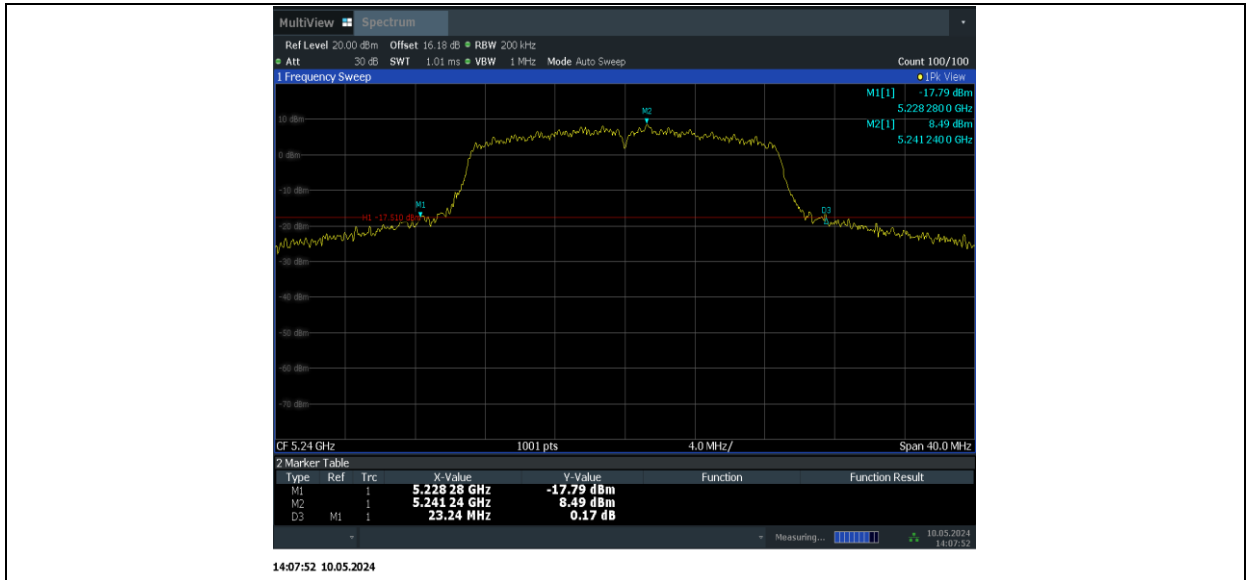 MultiView Spectrum
Ref Level 20.00 dBm Offset 16.18 dB RBW 200 kHz
Att 30 dB SWT 1.01 ms VBW 1 MHz Mode Auto Sweep Count 100/100
1 Frequency Sweep 1Pk View
M1[1] -17.79 dBm
5.228 280 0 GHz
M2[1] 8.49 dBm
5.241 240 0 GHz
M2
10 dBm
0 dBm
-10 dBm
M1
D3
H1 -17.510 dBm
-20 dBm
-30 dBm
-40 dBm
-50 dBm
-60 dBm
-70 dBm
CF 5.24 GHz 1001 pts 4.0 MHz/ Span 40.0 MHz
2 Marker Table
Type Ref Trc X-Value Y-Value Function Function Result
M1 1 5.228 28 GHz -17.79 dBm
M2 1 5.241 24 GHz 8.49 dBm
D3 M1 1 23.24 MHz 0.17 dB
Measuring... 10.05.2024
14:07:52
14:07:52 10.05.2024